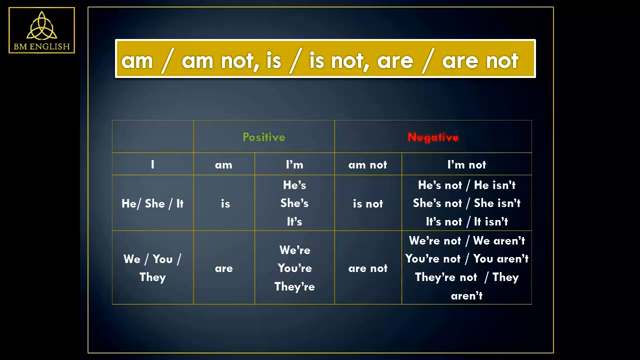 BM ENGLISH
am / am not, is / is not, are / are not
Positive Negative
I am I'm am not I'm not
He/ She / It is He's She's It's is not He's not / He isn't
She's not / She isn't
It's not / It isn't
We / You / They are We're You're They're are not We're not / We aren't
You're not / You aren't
They're not / They
aren't